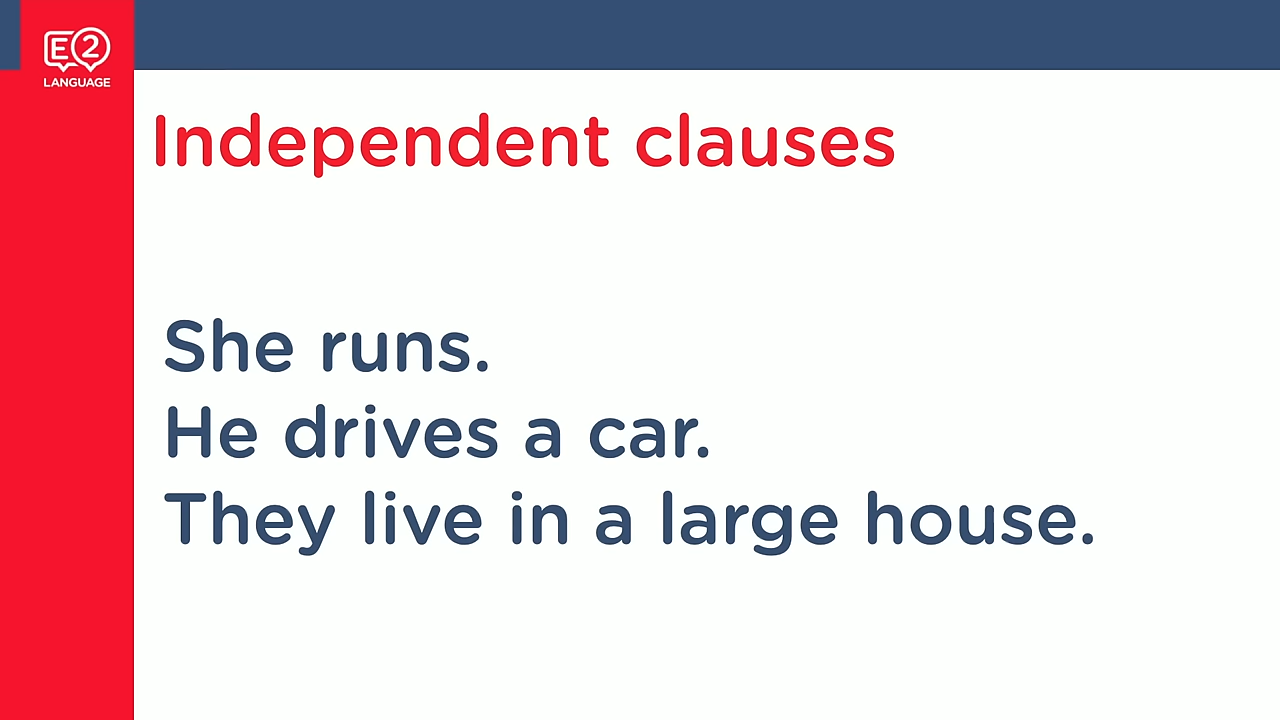 E2
LANGUAGE
Independent clauses
She runs.
He drives a car.
They live in a large house.